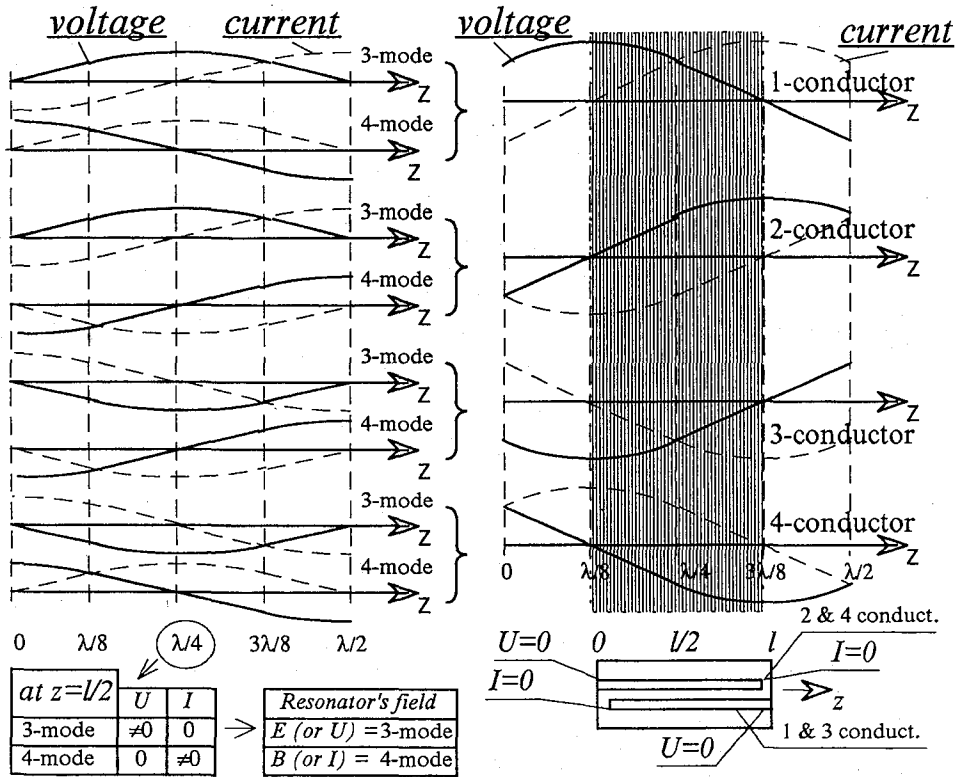 voltage
current
3-mode
Z
4-mode
Z
3-mode
Z
4-mode
Z
3-mode
Z
4-mode
Z
3-mode
Z
4-mode
Z
0 λ/8 λ/4 3λ/8 λ/2
at z=l/2 U I
3-mode ≠0 0
4-mode 0 ≠0
Resonator's field
E (or U) =3-mode
B (or I) = 4-mode
voltage
current
1-conductor
Z
2-conductor
Z
3-conductor
Z
4-conductor
Z
0 λ/8 λ/4 3λ/8 λ/2
2 & 4 conduct.
U=0 0 l/2 l
I=0
I=0
z
U=0
1 & 3 conduct.